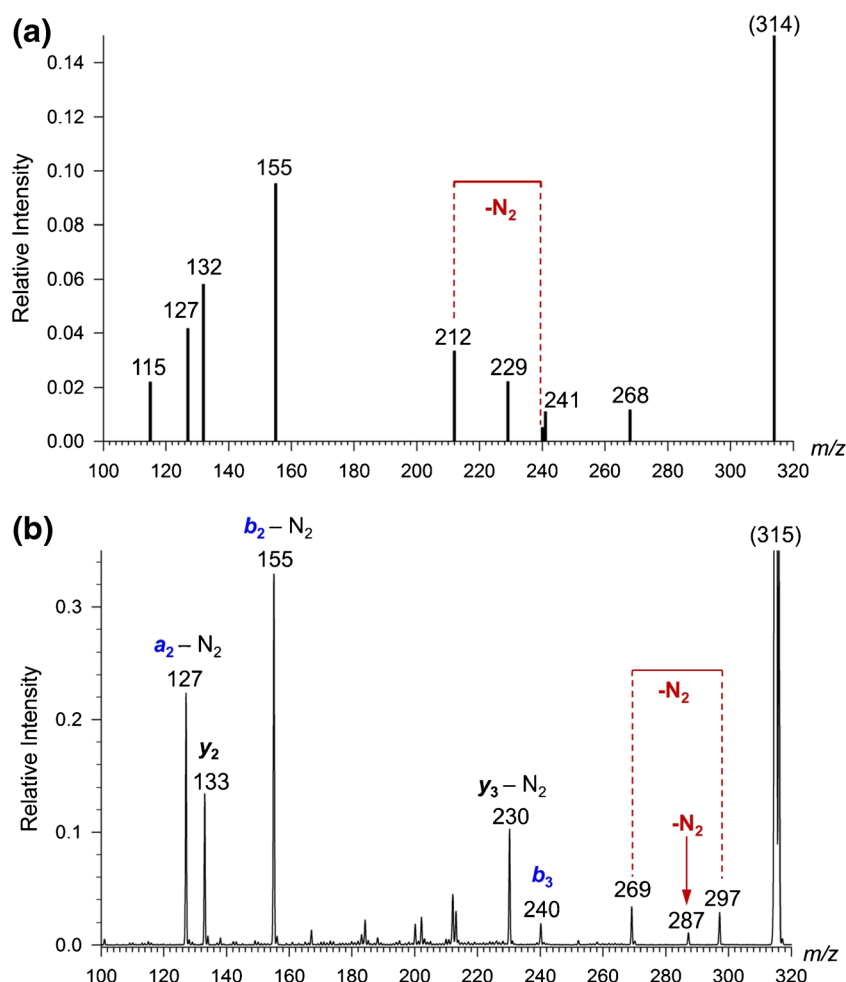 (a)
(314)
0.14
0.12
0.10
0.08
0.06
0.04
0.02
0.00
Relative Intensity
155
-N₂
132
127
115
212
229
241
268
100 120 140 160 180 200 220 240 260 280 300 320
m/z
(b)
b₂ – N₂
155
(315)
0.3
0.2
0.1
0.0
Relative Intensity
a₂ – N₂
127
y₂
133
-N₂
y₃ – N₂
230
-N₂
b₃
240
269
287
297
100 120 140 160 180 200 220 240 260 280 300 320
m/z